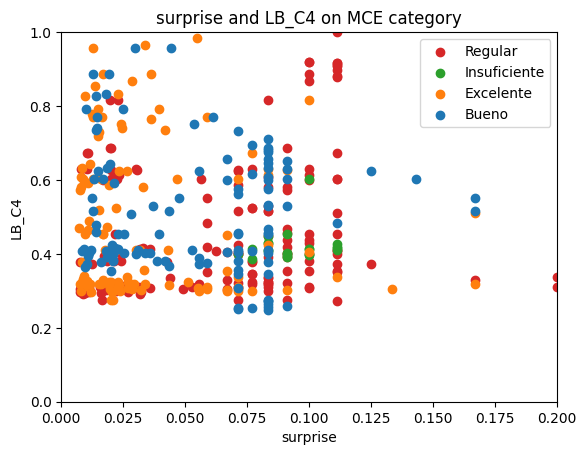 surprise and LB_C4 on MCE category
Regular
Insuficiente
Excelente
Bueno
LB_C4
1.0
0.8
0.6
0.4
0.2
0.0
0.000 0.025 0.050 0.075 0.100 0.125 0.150 0.175 0.200
surprise